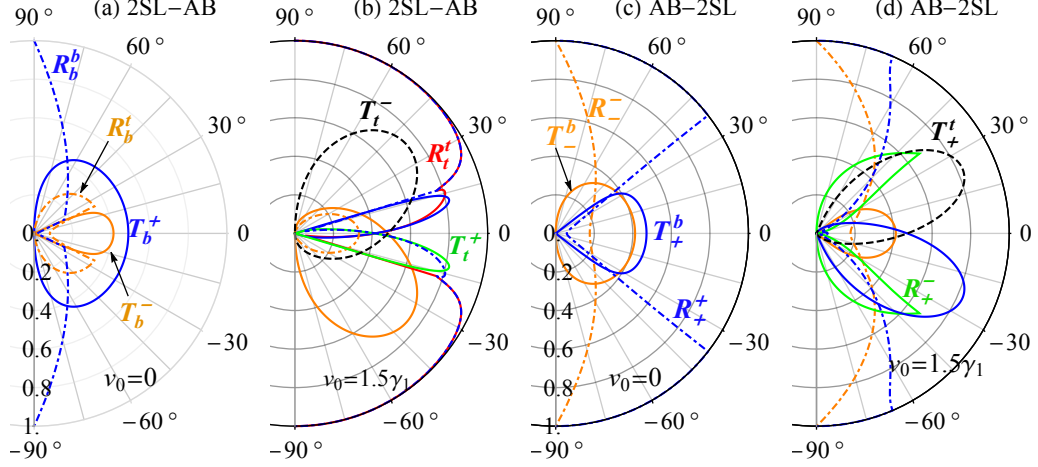 90° (a) 2SL−AB
60°
30°
0
−30
−60°
−90°
0
0.2
0.4
0.6
0.8
1.
R_b^b
R_b^t
T_b^+
T_b^−
v_0=0
90° (b) 2SL−AB
60°
30°
0
−30
−60°
−90°
T_t^−
R_t^t
T_t^+
v_0=1.5γ_1
90° (c) AB−2SL
60°
30°
0
−30
−60°
−90°
0
0.2
0.4
0.6
0.8
1.
T_−^b
R_−^−
T_+^b
R_+^+
v_0=0
90° (d) AB−2SL
60°
30°
0
−30
−60°
−90°
T_+^t
R_+^−
v_0=1.5γ_1